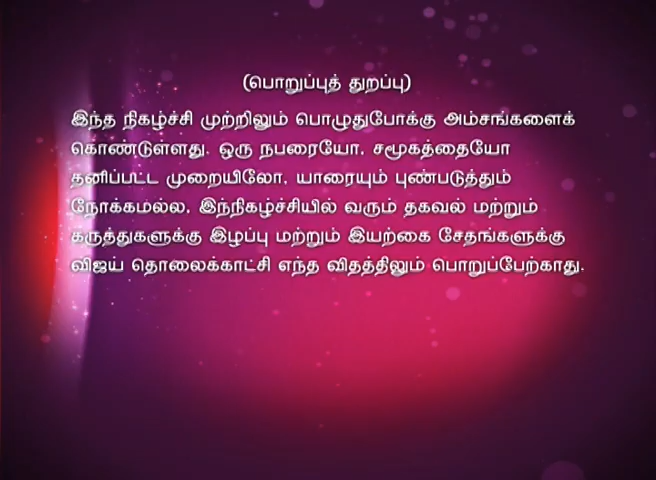 (பொறுப்புத் துறப்பு)
இந்த நிகழ்ச்சி முற்றிலும் பொழுதுபோக்கு அம்சங்களைக்
கொண்டுள்ளது. ஒரு நபரையோ, சமூகத்தையோ
தனிப்பட்ட முறையிலோ, யாரையும் புண்படுத்தும்
நோக்கமல்ல, இந்நிகழ்ச்சியில் வரும் தகவல் மற்றும்
கருத்துகளுக்கு இழப்பு மற்றும் இயற்கை சேதங்களுக்கு
விஜய் தொலைக்காட்சி எந்த விதத்திலும் பொறுப்பேற்காது.